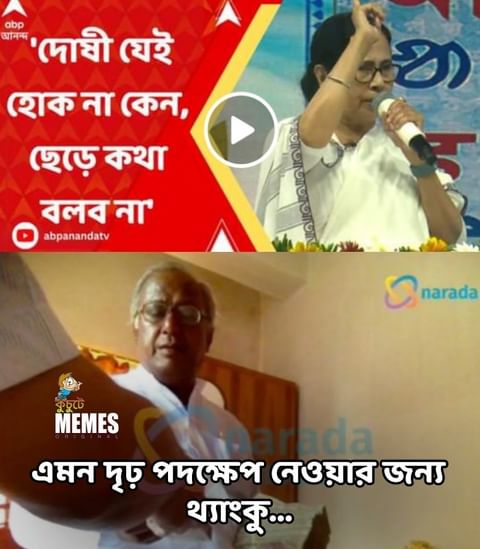 abp
আনন্দ
'দোষী যেই
হোক না কেন,
ছেড়ে কথা
বলব না'
abpanandatv
narada
কুচুটে
MEMES
ORIGINAL
narada
এমন দৃঢ় পদক্ষেপ নেওয়ার জন্য
থ্যাংকু...